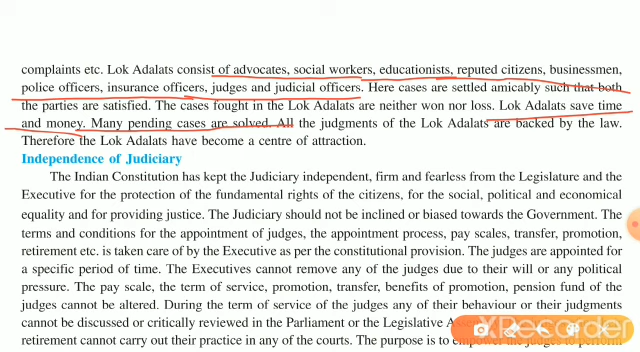 complaints etc. Lok Adalats consist of advocates, social workers, educationists, reputed citizens, businessmen,
police officers, insurance officers, judges and judicial officers. Here cases are settled amicably such that both
the parties are satisfied. The cases fought in the Lok Adalats are neither won nor loss. Lok Adalats save time
and money. Many pending cases are solved. All the judgments of the Lok Adalats are backed by the law.
Therefore the Lok Adalats have become a centre of attraction.
Independence of Judiciary
The Indian Constitution has kept the Judiciary independent, firm and fearless from the Legislature and the
Executive for the protection of the fundamental rights of the citizens, for the social, political and economical
equality and for providing justice. The Judiciary should not be inclined or biased towards the Government. The
terms and conditions for the appointment of judges, the appointment process, pay scales, transfer, promotion,
retirement etc. is taken care of by the Executive as per the constitutional provision. The judges are appointed for
a specific period of time. The Executives cannot remove any of the judges due to their will or any political
pressure. The pay scale, the term of service, promotion, transfer, benefits of promotion, pension fund of the
judges cannot be altered. During the term of service of the judges any of their behaviour or their judgments
cannot be discussed or critically reviewed in the Parliament or the Legislative
retirement cannot carry out their practice in any of the courts. The purpose is to empower the judges to perform
XRecorder